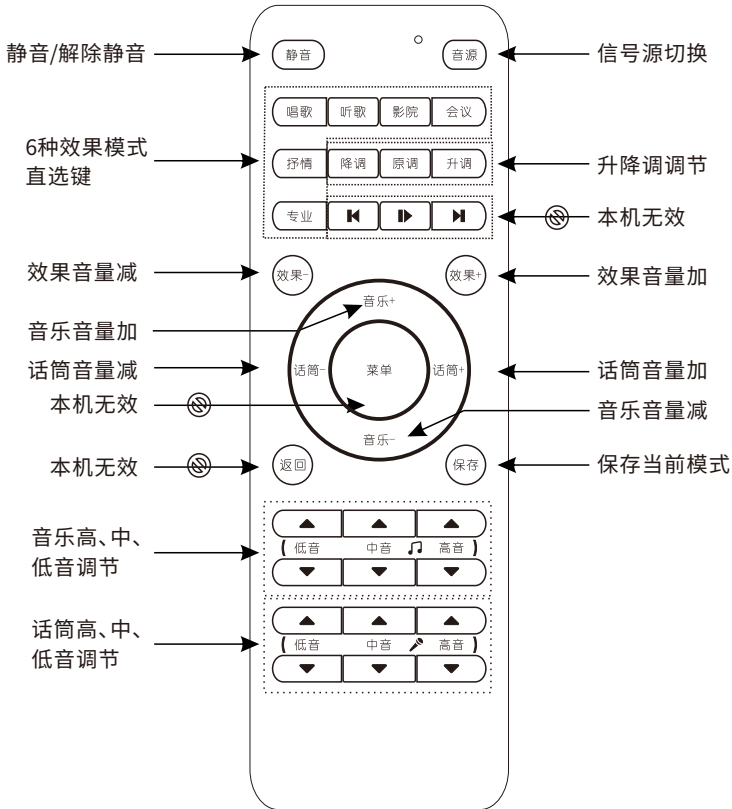 静音/解除静音
静音
音源
信号源切换
唱歌 听歌 影院 会议
6种效果模式
直选键
抒情 降调 原调 升调
升降调调节
专业
本机无效
效果音量减
效果-
效果+
效果音量加
音乐+
音乐音量加
话筒音量减
话筒-
菜单
话筒+
话筒音量加
本机无效
音乐音量减
音乐-
本机无效
返回
保存
保存当前模式
音乐高、中、
低音调节
低音 中音 高音
话筒高、中、
低音调节
低音 中音 高音